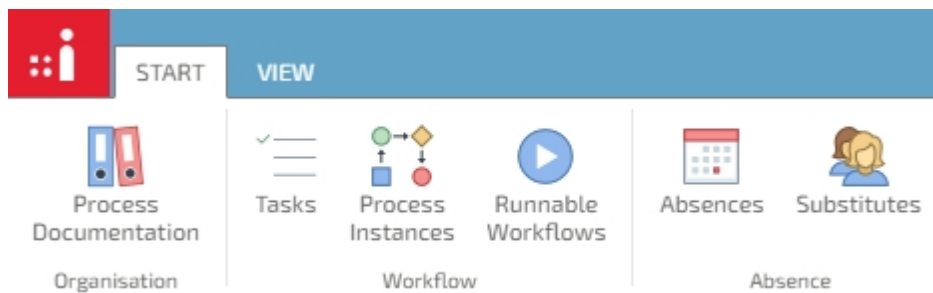 START
VIEW
Process
Documentation
Organisation
Tasks
Process
Instances
Runnable
Workflows
Workflow
Absences
Substitutes
Absence